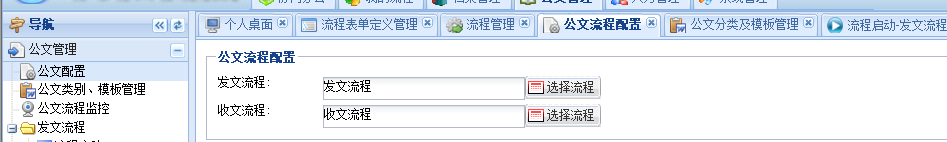 导航
公文管理
公文配置
公文类别、模板管理
公文流程监控
发文流程
个人桌面
流程表单定义管理
流程管理
公文流程配置
公文分类及模板管理
流程启动-发文流程
公文流程配置
发文流程:
发文流程
选择流程
收文流程:
收文流程
选择流程